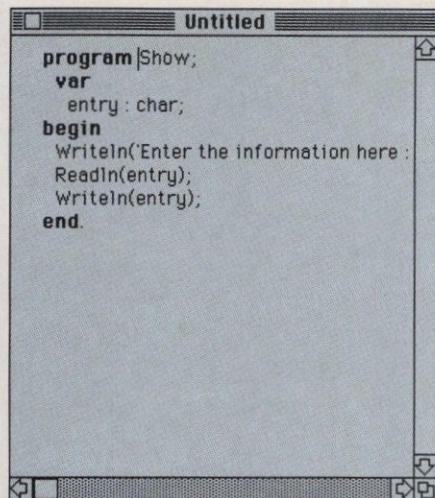 Untitled
program Show;
var
entry : char;
begin
Writeln('Enter the information here :
Readln(entry);
Writeln(entry);
end.